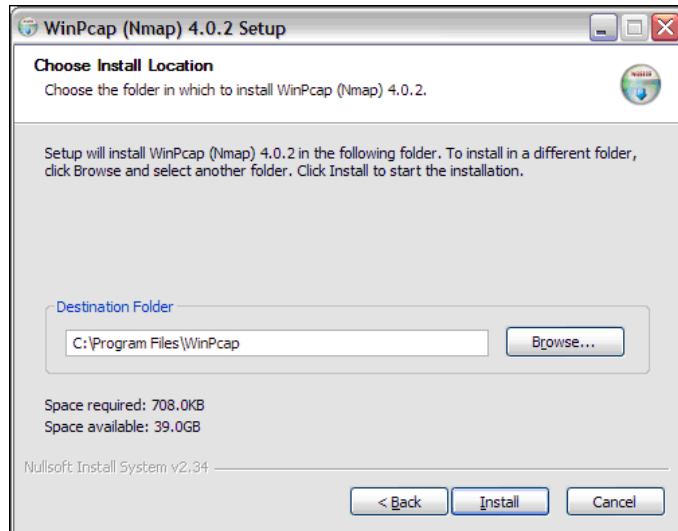 WinPcap (Nmap) 4.0.2 Setup
Choose Install Location
Choose the folder in which to install WinPcap (Nmap) 4.0.2.
Setup will install WinPcap (Nmap) 4.0.2 in the following folder. To install in a different folder,
click Browse and select another folder. Click Install to start the installation.
Destination Folder
C:\Program Files\WinPcap
Browse...
Space required: 708.0KB
Space available: 39.0GB
Nullsoft Install System v2.34
< Back
Install
Cancel